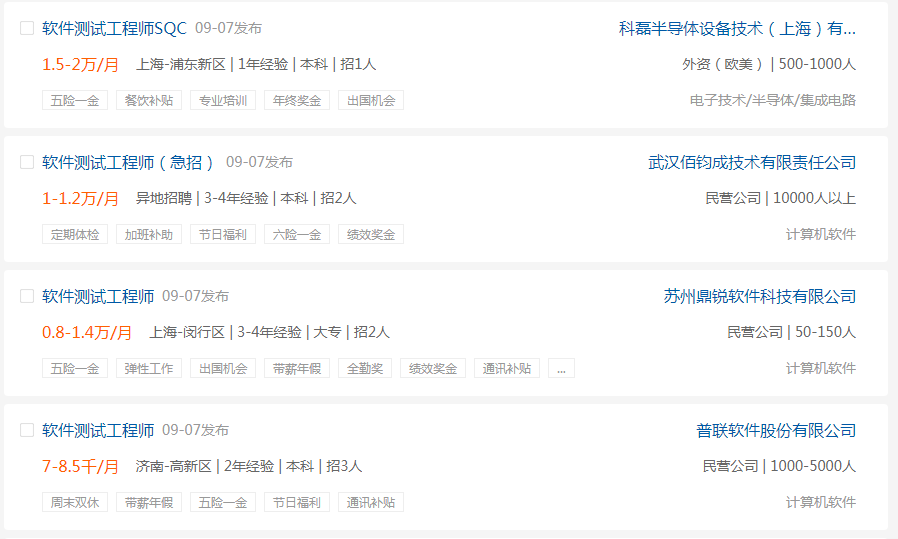 软件测试工程师SQC 09-07发布 科磊半导体设备技术（上海）有...
1.5-2万/月 上海-浦东新区 | 1年经验 | 本科 | 招1人 外资（欧美） | 500-1000人
五险一金 餐饮补贴 专业培训 年终奖金 出国机会 电子技术/半导体/集成电路
软件测试工程师（急招） 09-07发布 武汉佰钧成技术有限责任公司
1-1.2万/月 异地招聘 | 3-4年经验 | 本科 | 招2人 民营公司 | 10000人以上
定期体检 加班补助 节日福利 六险一金 绩效奖金 计算机软件
软件测试工程师 09-07发布 苏州鼎锐软件科技有限公司
0.8-1.4万/月 上海-闵行区 | 3-4年经验 | 大专 | 招2人 民营公司 | 50-150人
五险一金 弹性工作 出国机会 带薪年假 全勤奖 绩效奖金 通讯补贴 ... 计算机软件
软件测试工程师 09-07发布 普联软件股份有限公司
7-8.5千/月 济南-高新区 | 2年经验 | 本科 | 招3人 民营公司 | 1000-5000人
周末双休 带薪年假 五险一金 节日福利 通讯补贴 计算机软件